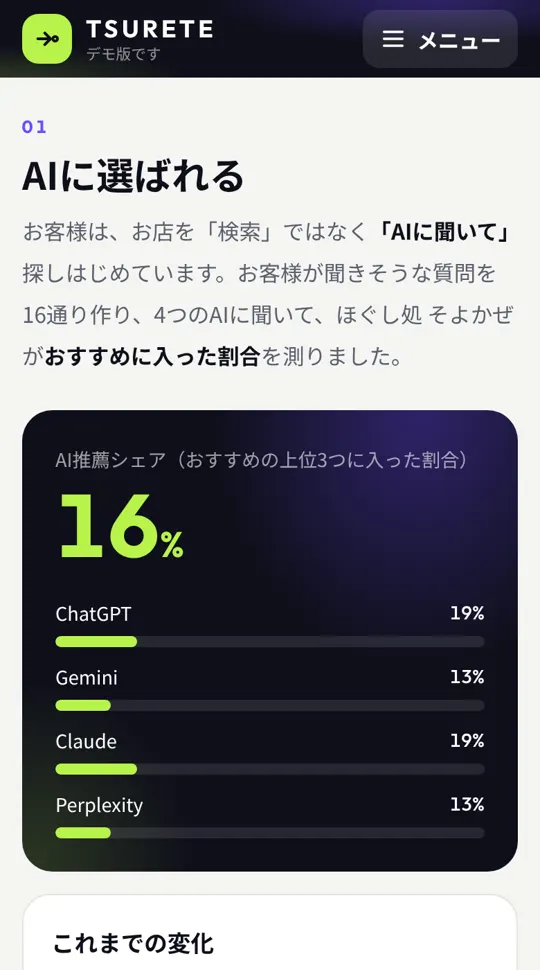 TSURETE
デモ版です
メニュー
01
AIに選ばれる
お客様は、お店を「検索」ではなく「AIに聞いて」
探しはじめています。お客様が聞きそうな質問を
16通り作り、4つのAIに聞いて、ほぐし処 そよかぜ
がおすすめに入った割合を測りました。
AI推薦シェア（おすすめの上位3つに入った割合）
16%
ChatGPT 19%
Gemini 13%
Claude 19%
Perplexity 13%
これまでの変化